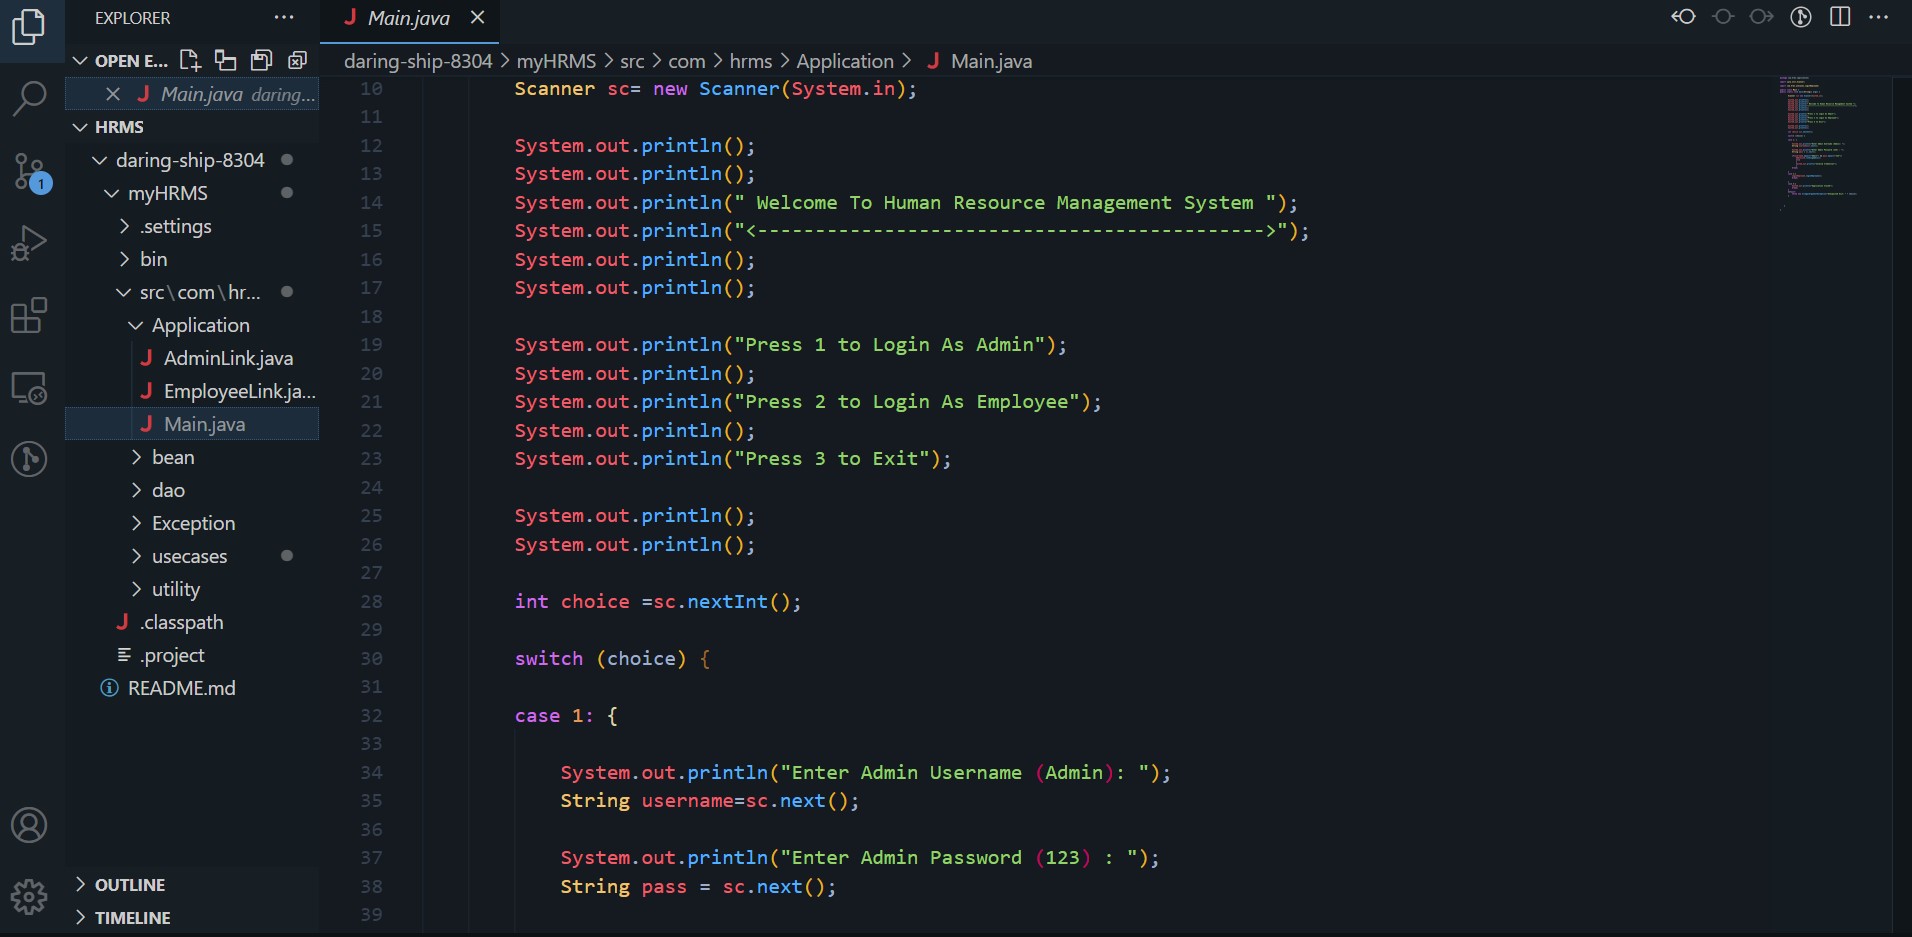 EXPLORER
OPEN E...
Main.java daring...
HRMS
daring-ship-8304
myHRMS
.settings
bin
src\com\hr...
Application
AdminLink.java
EmployeeLink.ja...
Main.java
bean
dao
Exception
usecases
utility
.classpath
.project
README.md
OUTLINE
TIMELINE
1
Main.java
daring-ship-8304 > myHRMS > src > com > hrms > Application > Main.java
10 Scanner sc= new Scanner(System.in);
11
12 System.out.println();
13 System.out.println();
14 System.out.println(" Welcome To Human Resource Management System ");
15 System.out.println("<-------------------------------------------->");
16 System.out.println();
17 System.out.println();
18
19 System.out.println("Press 1 to Login As Admin");
20 System.out.println();
21 System.out.println("Press 2 to Login As Employee");
22 System.out.println();
23 System.out.println("Press 3 to Exit");
24
25 System.out.println();
26 System.out.println();
27
28 int choice =sc.nextInt();
29
30 switch (choice) {
31
32 case 1: {
33
34 System.out.println("Enter Admin Username (Admin): ");
35 String username=sc.next();
36
37 System.out.println("Enter Admin Password (123) : ");
38 String pass = sc.next();
39